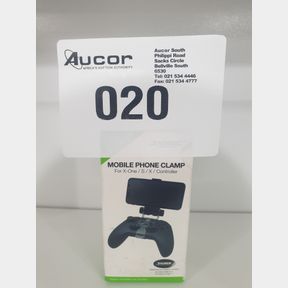 Aucor
Aucor South
Philippi Road
Sacks Circle
Bellville South
6530
Tel: 021 534 4446
Fax: 021 534 4777
020
MOBILE PHONE CLAMP
For X-One / S / X / Controller